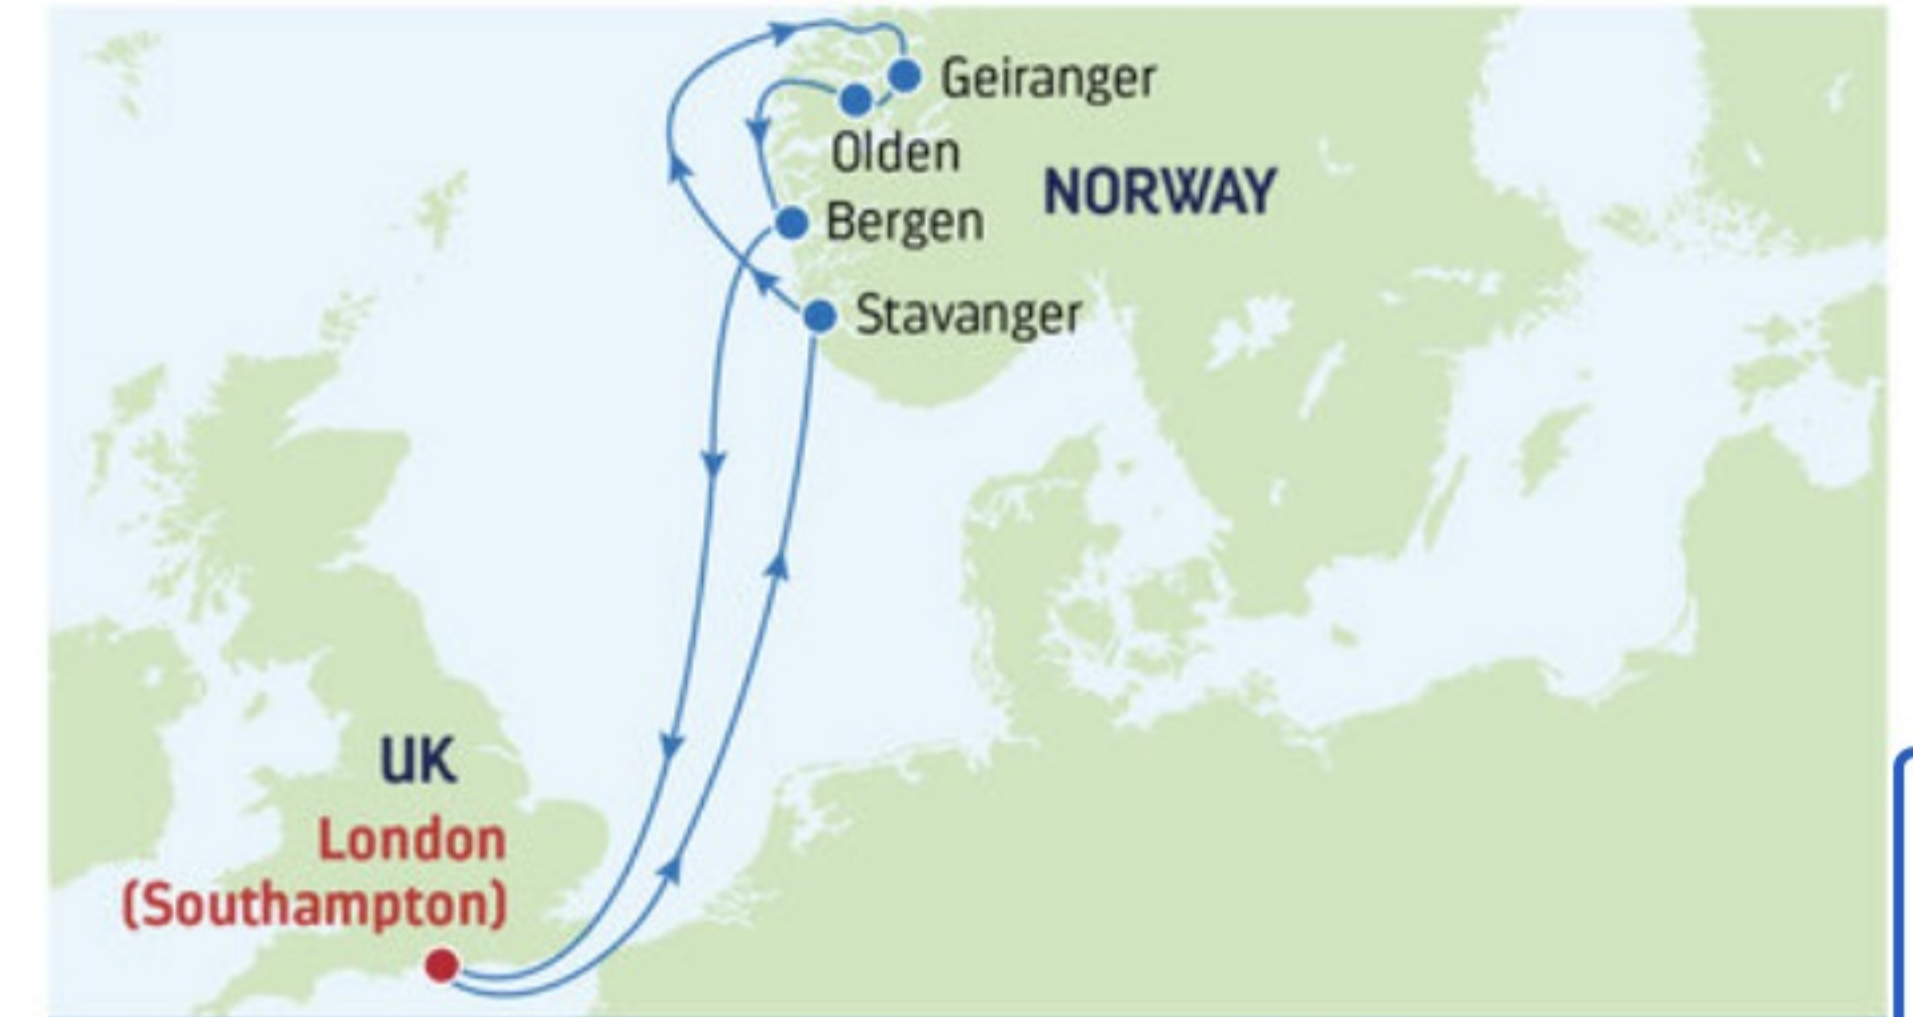 Geiranger
Olden
NORWAY
Bergen
Stavanger
UK
London
(Southampton)